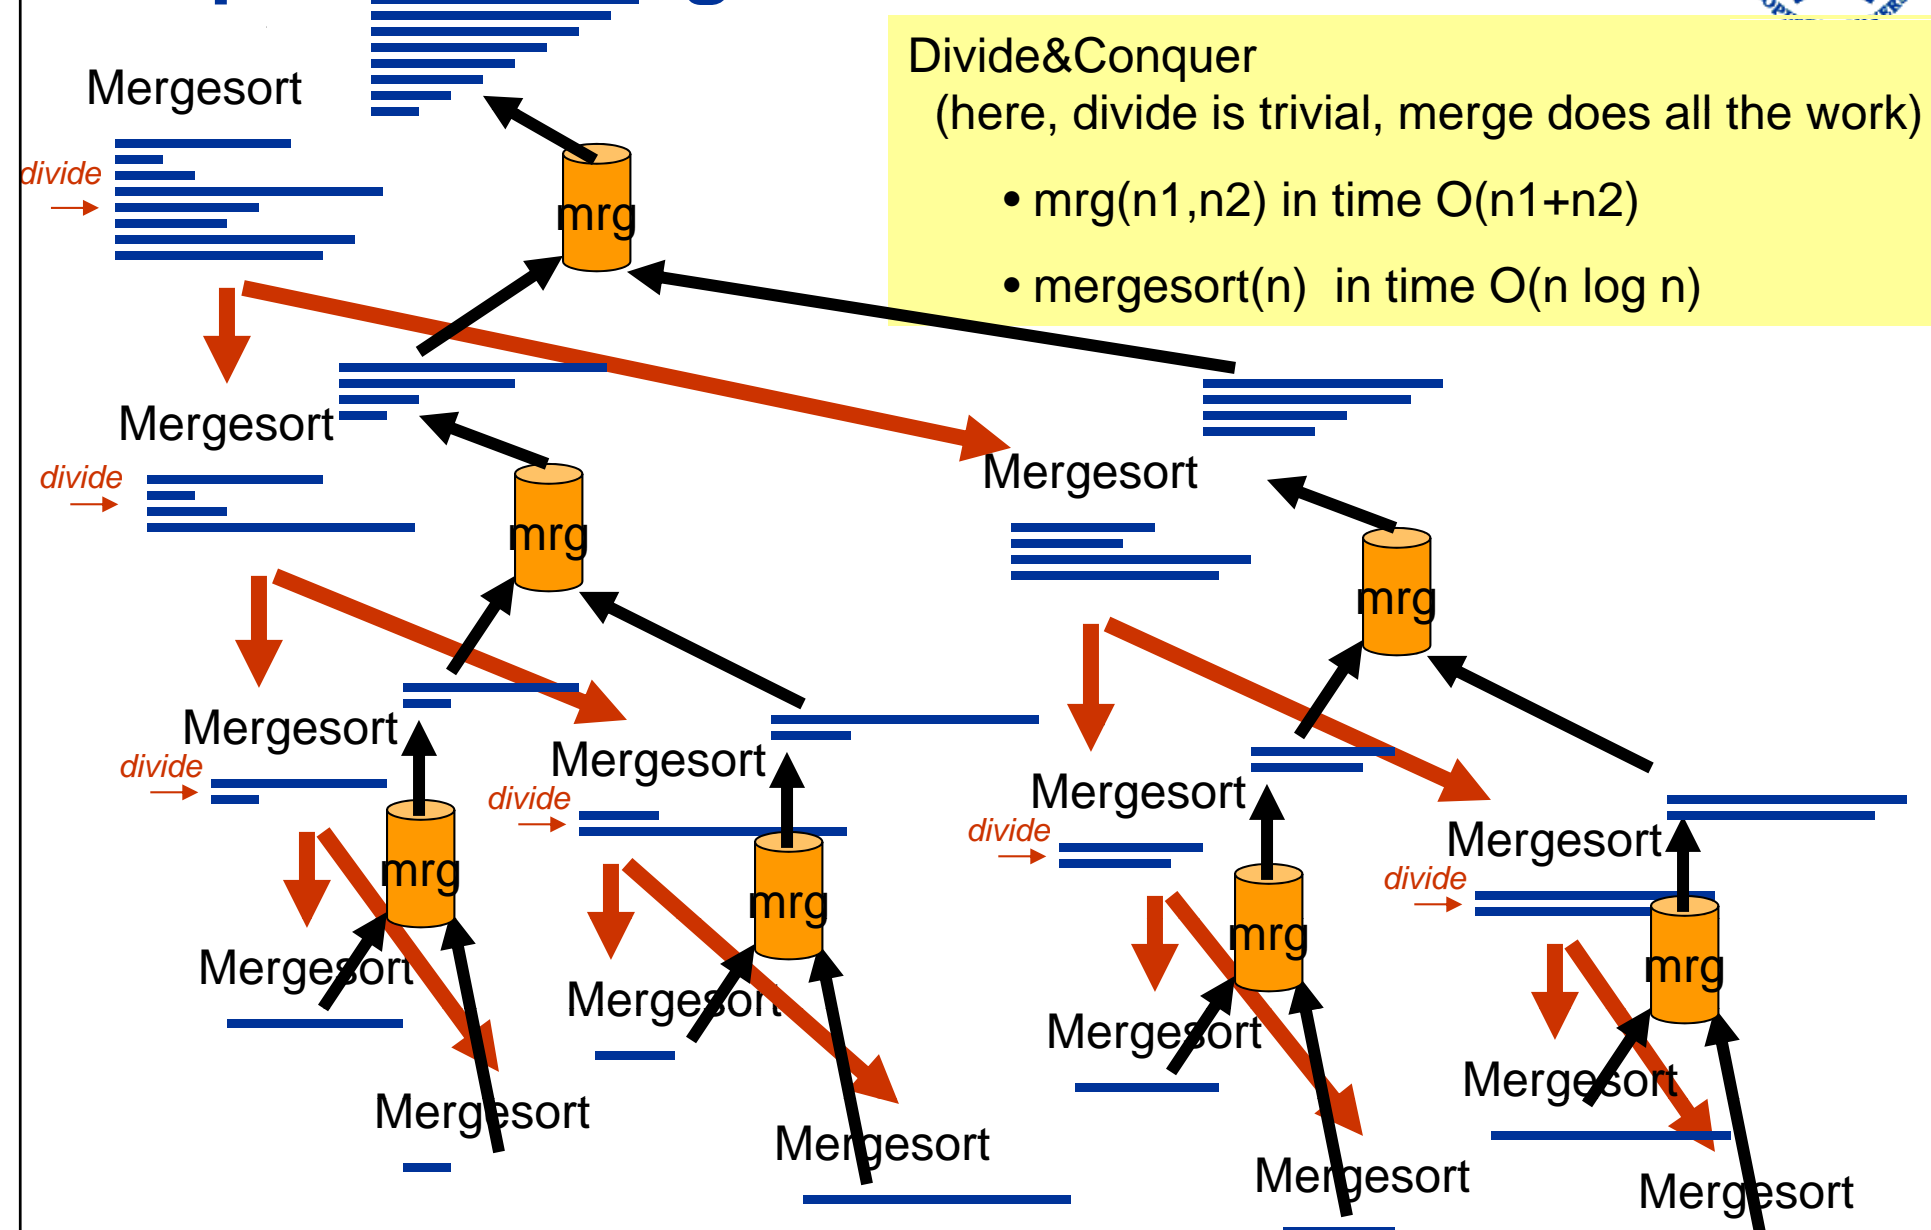 Mergesort
Divide&Conquer
(here, divide is trivial, merge does all the work)
• mrg(n1,n2) in time O(n1+n2)
• mergesort(n) in time O(n log n)
divide
mrg
Mergesort
divide
mrg
Mergesort
mrg
Mergesort
divide
mrg
Mergesort
divide
mrg
Mergesort
divide
mrg
Mergesort
divide
mrg
Mergesort
Mergesort
Mergesort
Mergesort
Mergesort
Mergesort
Mergesort
Mergesort